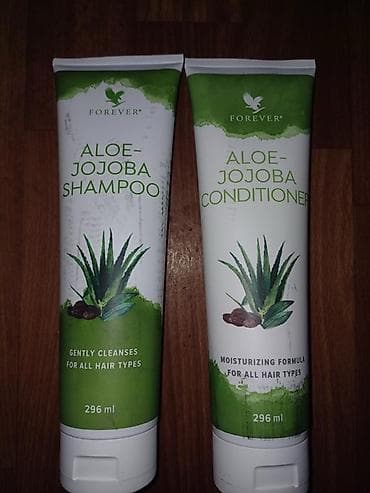 FOREVER®
ALOE-
JOJOBA
SHAMPOO
GENTLY CLEANSES
FOR ALL HAIR TYPES
296 ml
FOREVER®
ALOE-
JOJOBA
CONDITIONER
MOISTURIZING FORMULA
FOR ALL HAIR TYPES
296 ml